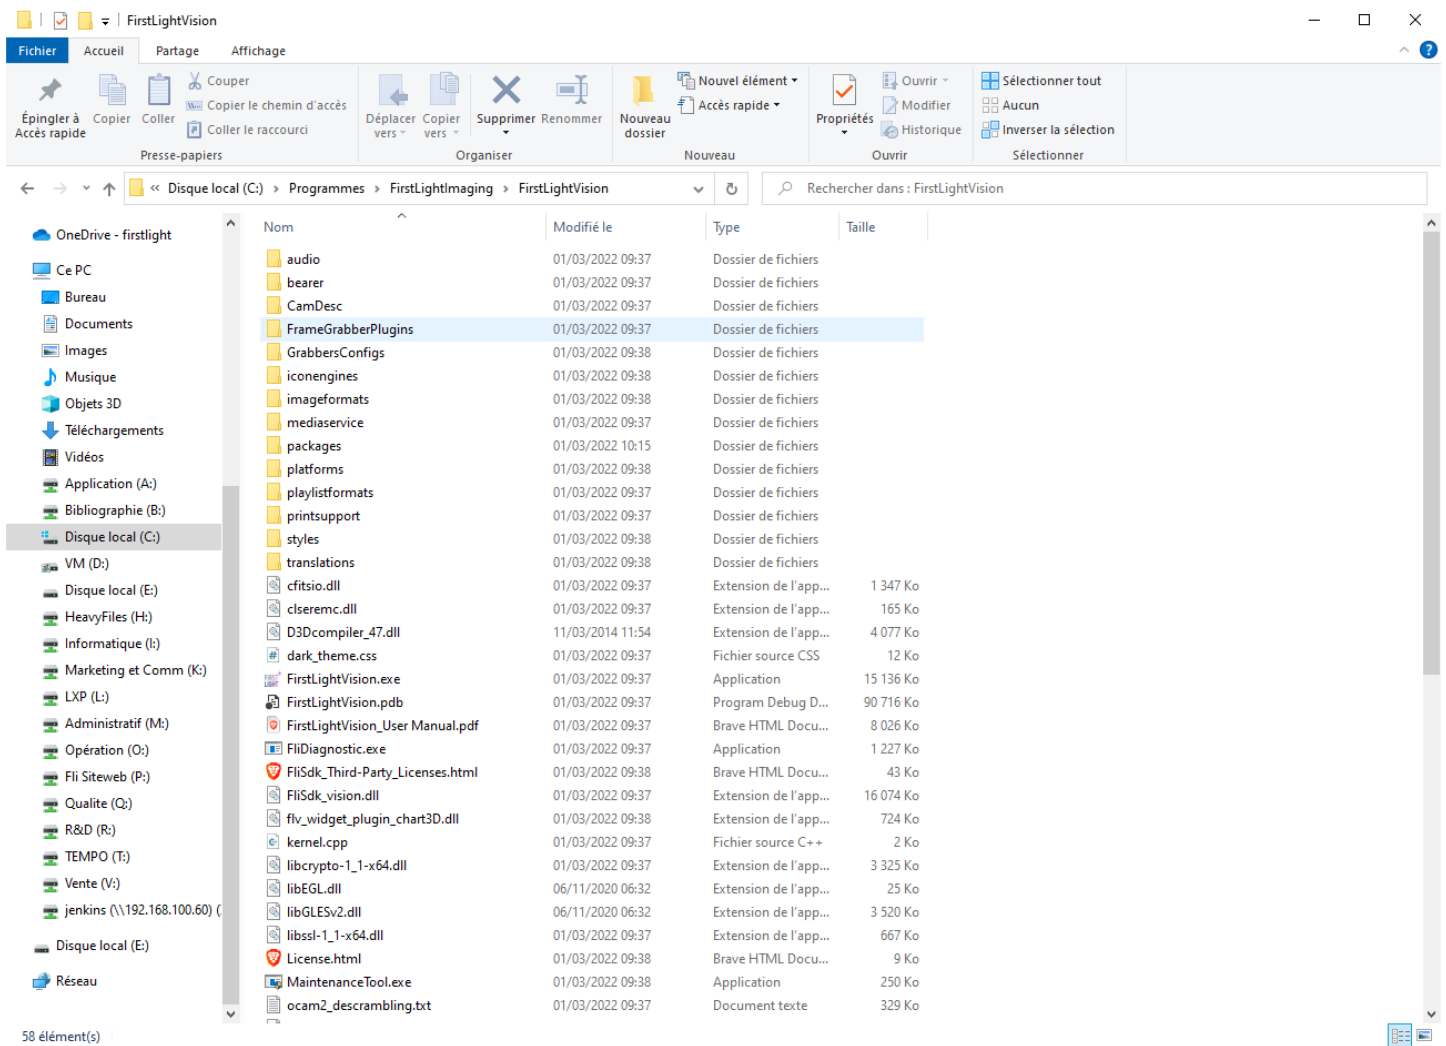 FirstLightVision
Fichier Accueil Partage Affichage
Épingler à Accès rapide
Copier
Coller
Couper
Copier le chemin d'accès
Coller le raccourci
Presse-papiers
Déplacer vers
Copier vers
Supprimer
Renommer
Organiser
Nouveau dossier
Nouvel élément
Accès rapide
Nouveau
Propriétés
Ouvrir
Modifier
Historique
Ouvrir
Sélectionner tout
Aucun
Inverser la sélection
Sélectionner
« Disque local (C:) > Programmes > FirstLightImaging > FirstLightVision
Rechercher dans : FirstLightVision
OneDrive - firstlight
Ce PC
Bureau
Documents
Images
Musique
Objets 3D
Téléchargements
Vidéos
Application (A:)
Bibliographie (B:)
Disque local (C:)
VM (D:)
Disque local (E:)
HeavyFiles (H:)
Informatique (I:)
Marketing et Comm (K:)
LXP (L:)
Administratif (M:)
Opération (O:)
Fli Siteweb (P:)
Qualite (Q:)
R&D (R:)
TEMPO (T:)
Vente (V:)
jenkins (\\192.168.100.60) (
Disque local (E:)
Réseau
Nom Modifié le Type Taille
audio 01/03/2022 09:37 Dossier de fichiers
bearer 01/03/2022 09:37 Dossier de fichiers
CamDesc 01/03/2022 09:37 Dossier de fichiers
FrameGrabberPlugins 01/03/2022 09:37 Dossier de fichiers
GrabbersConfigs 01/03/2022 09:38 Dossier de fichiers
iconengines 01/03/2022 09:38 Dossier de fichiers
imageformats 01/03/2022 09:38 Dossier de fichiers
mediaservice 01/03/2022 09:37 Dossier de fichiers
packages 01/03/2022 10:15 Dossier de fichiers
platforms 01/03/2022 09:38 Dossier de fichiers
playlistformats 01/03/2022 09:37 Dossier de fichiers
printsupport 01/03/2022 09:37 Dossier de fichiers
styles 01/03/2022 09:38 Dossier de fichiers
translations 01/03/2022 09:38 Dossier de fichiers
cfitsio.dll 01/03/2022 09:37 Extension de l'app... 1 347 Ko
clseremc.dll 01/03/2022 09:37 Extension de l'app... 165 Ko
D3Dcompiler_47.dll 11/03/2014 11:54 Extension de l'app... 4 077 Ko
dark_theme.css 01/03/2022 09:37 Fichier source CSS 12 Ko
FirstLightVision.exe 01/03/2022 09:37 Application 15 136 Ko
FirstLightVision.pdb 01/03/2022 09:37 Program Debug D... 90 716 Ko
FirstLightVision_User Manual.pdf 01/03/2022 09:37 Brave HTML Docu... 8 026 Ko
FliDiagnostic.exe 01/03/2022 09:37 Application 1 227 Ko
FliSdk_Third-Party_Licenses.html 01/03/2022 09:38 Brave HTML Docu... 43 Ko
FliSdk_vision.dll 01/03/2022 09:37 Extension de l'app... 16 074 Ko
flv_widget_plugin_chart3D.dll 01/03/2022 09:38 Extension de l'app... 724 Ko
kernel.cpp 01/03/2022 09:37 Fichier source C++ 2 Ko
libcrypto-1_1-x64.dll 01/03/2022 09:37 Extension de l'app... 3 325 Ko
libEGL.dll 06/11/2020 06:32 Extension de l'app... 25 Ko
libGLESv2.dll 06/11/2020 06:32 Extension de l'app... 3 520 Ko
libssl-1_1-x64.dll 01/03/2022 09:37 Extension de l'app... 667 Ko
License.html 01/03/2022 09:38 Brave HTML Docu... 9 Ko
MaintenanceTool.exe 01/03/2022 09:38 Application 250 Ko
ocam2_descrambling.txt 01/03/2022 09:37 Document texte 329 Ko
58 élément(s)